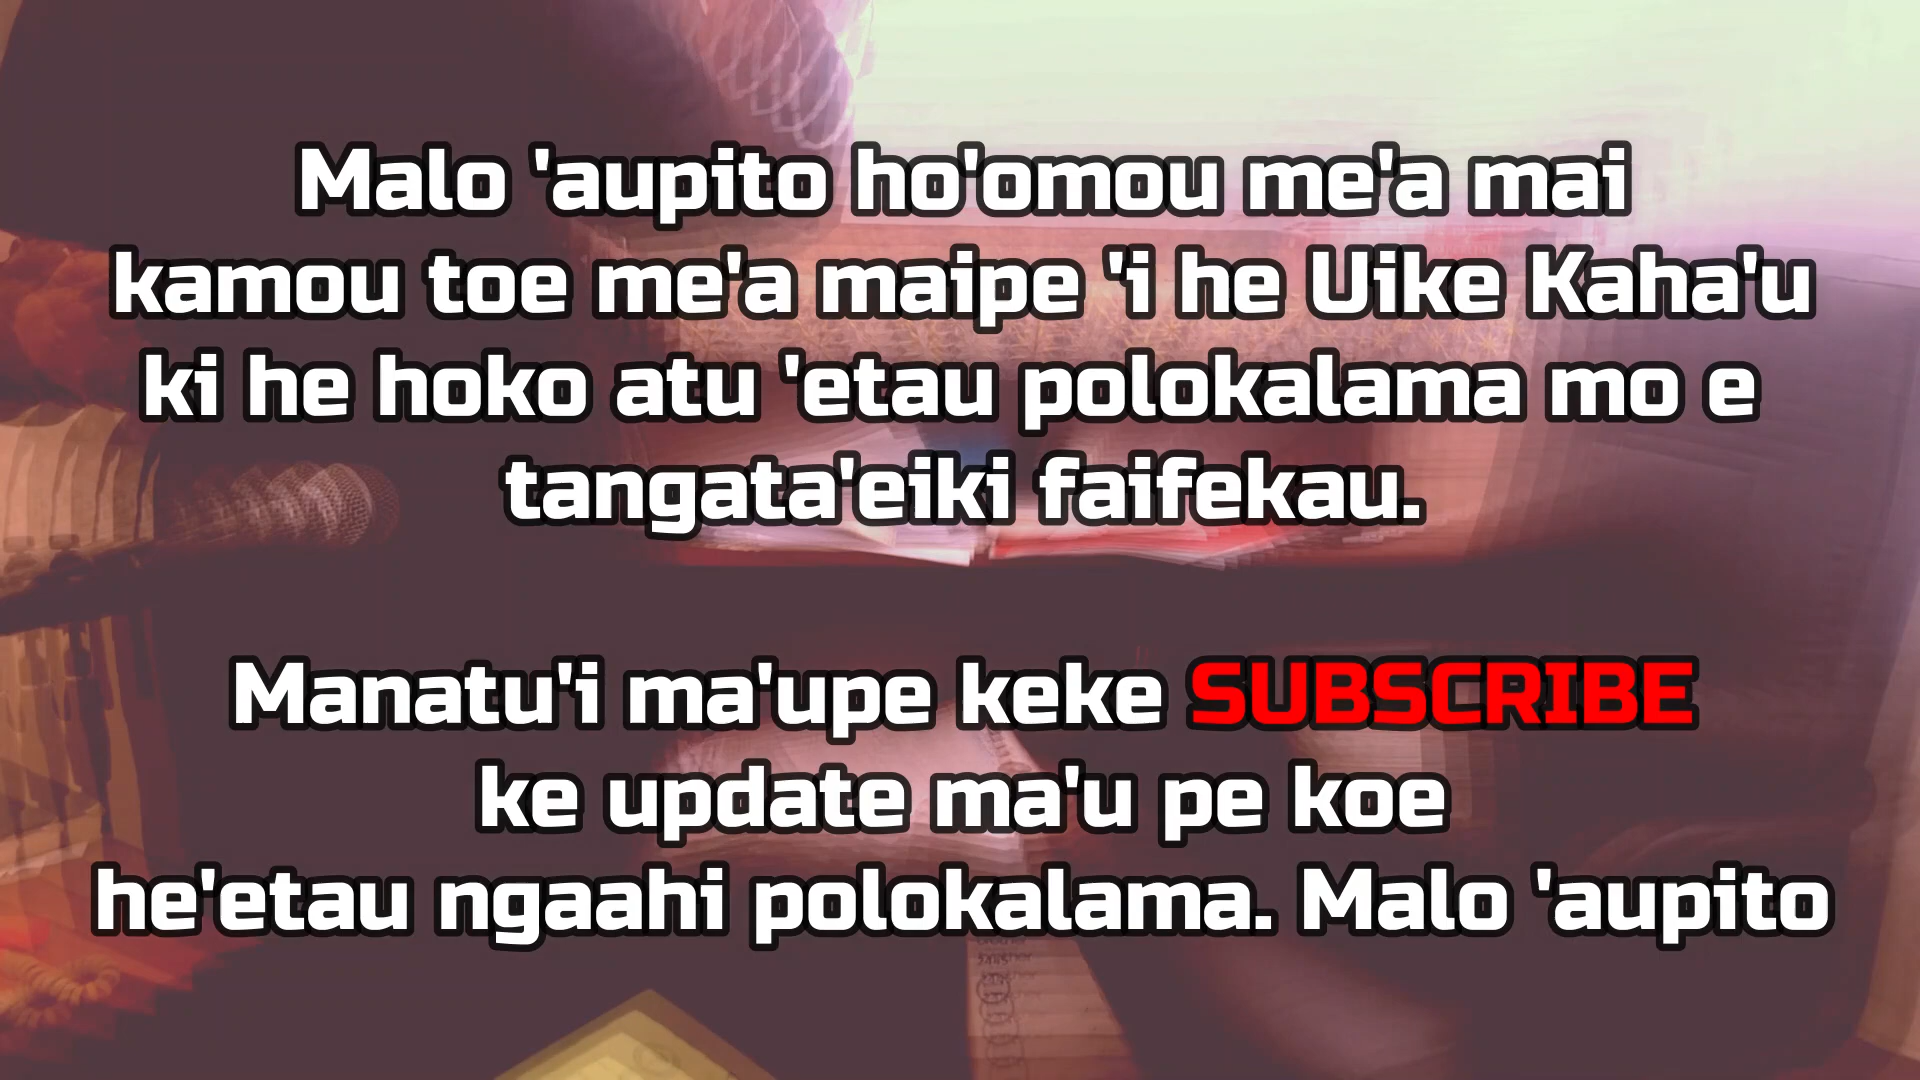 Malo 'aupito ho'omou me'a mai
kamou toe me'a maipe 'i he Uike Kaha'u
ki he hoko atu 'etau polokalama mo e
tangata'eiki faifekau.
Manatu'i ma'upe keke SUBSCRIBE
ke update ma'u pe koe
he'etau ngaahi polokalama. Malo 'aupito